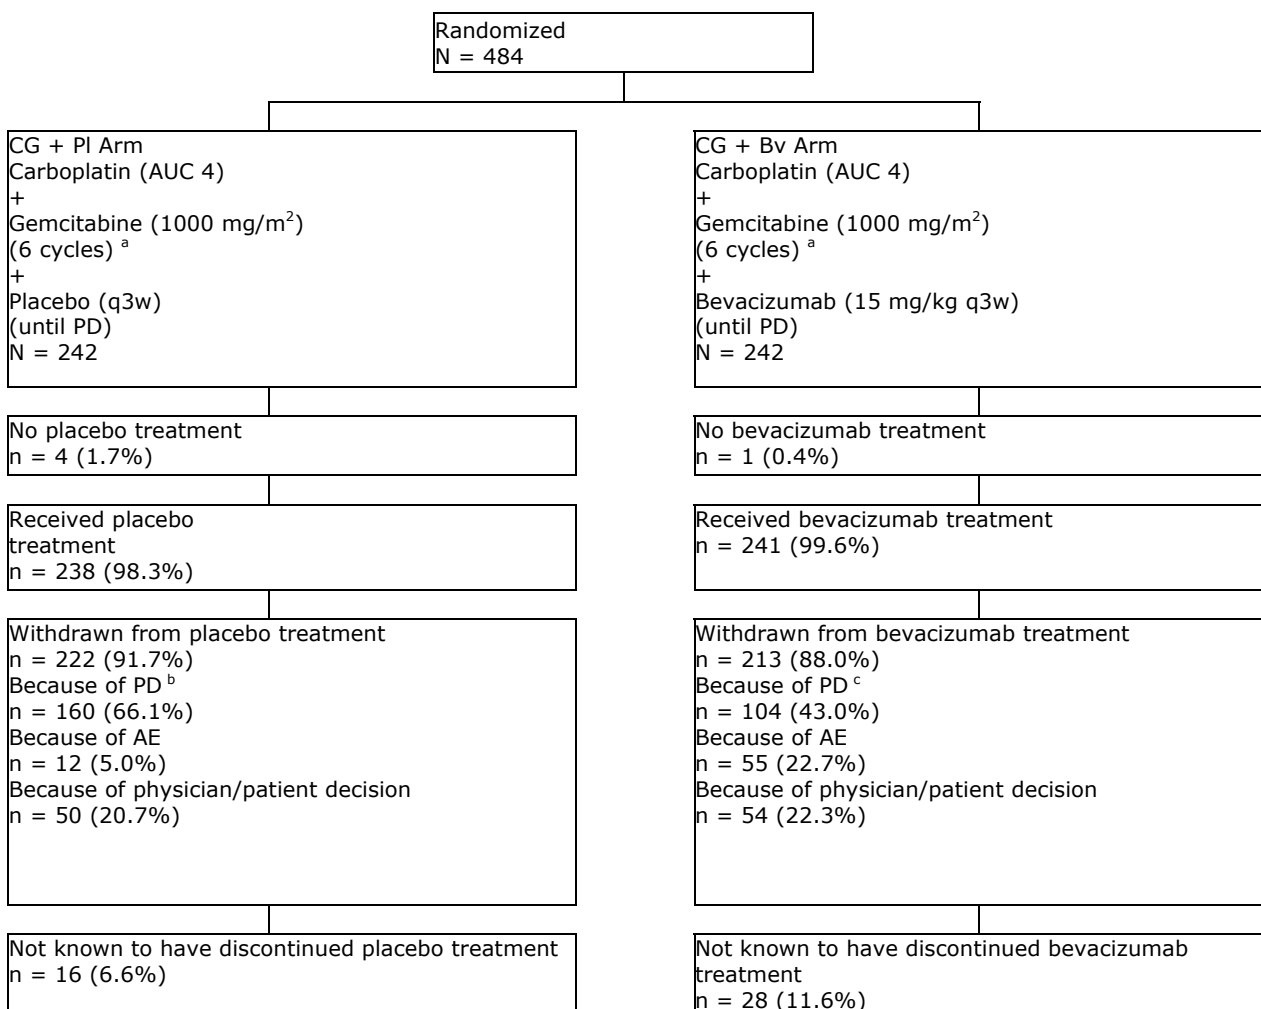 Randomized
N = 484
CG + Pl Arm
Carboplatin (AUC 4)
+
Gemcitabine (1000 mg/m²)
(6 cycles) ᵃ
+
Placebo (q3w)
(until PD)
N = 242
CG + Bv Arm
Carboplatin (AUC 4)
+
Gemcitabine (1000 mg/m²)
(6 cycles) ᵃ
+
Bevacizumab (15 mg/kg q3w)
(until PD)
N = 242
No placebo treatment
n = 4 (1.7%)
No bevacizumab treatment
n = 1 (0.4%)
Received placebo
treatment
n = 238 (98.3%)
Received bevacizumab treatment
n = 241 (99.6%)
Withdrawn from placebo treatment
n = 222 (91.7%)
Because of PD ᵇ
n = 160 (66.1%)
Because of AE
n = 12 (5.0%)
Because of physician/patient decision
n = 50 (20.7%)
Withdrawn from bevacizumab treatment
n = 213 (88.0%)
Because of PD ᶜ
n = 104 (43.0%)
Because of AE
n = 55 (22.7%)
Because of physician/patient decision
n = 54 (22.3%)
Not known to have discontinued placebo treatment
n = 16 (6.6%)
Not known to have discontinued bevacizumab
treatment
n = 28 (11.6%)